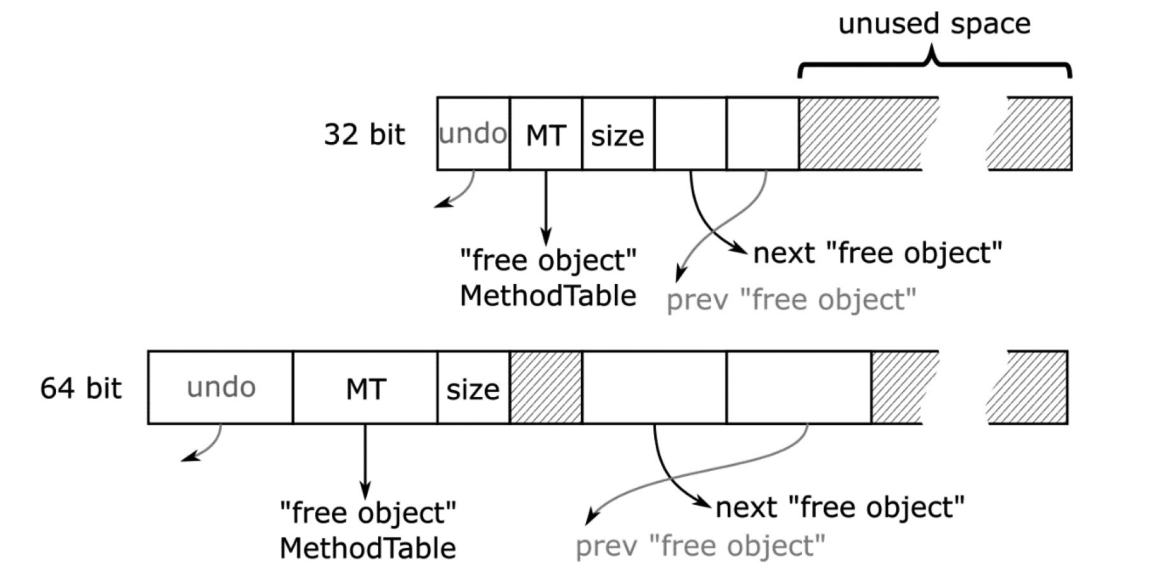 unused space
32 bit
undo
MT
size
"free object"
MethodTable
next "free object"
prev "free object"
64 bit
undo
MT
size
"free object"
MethodTable
next "free object"
prev "free object"